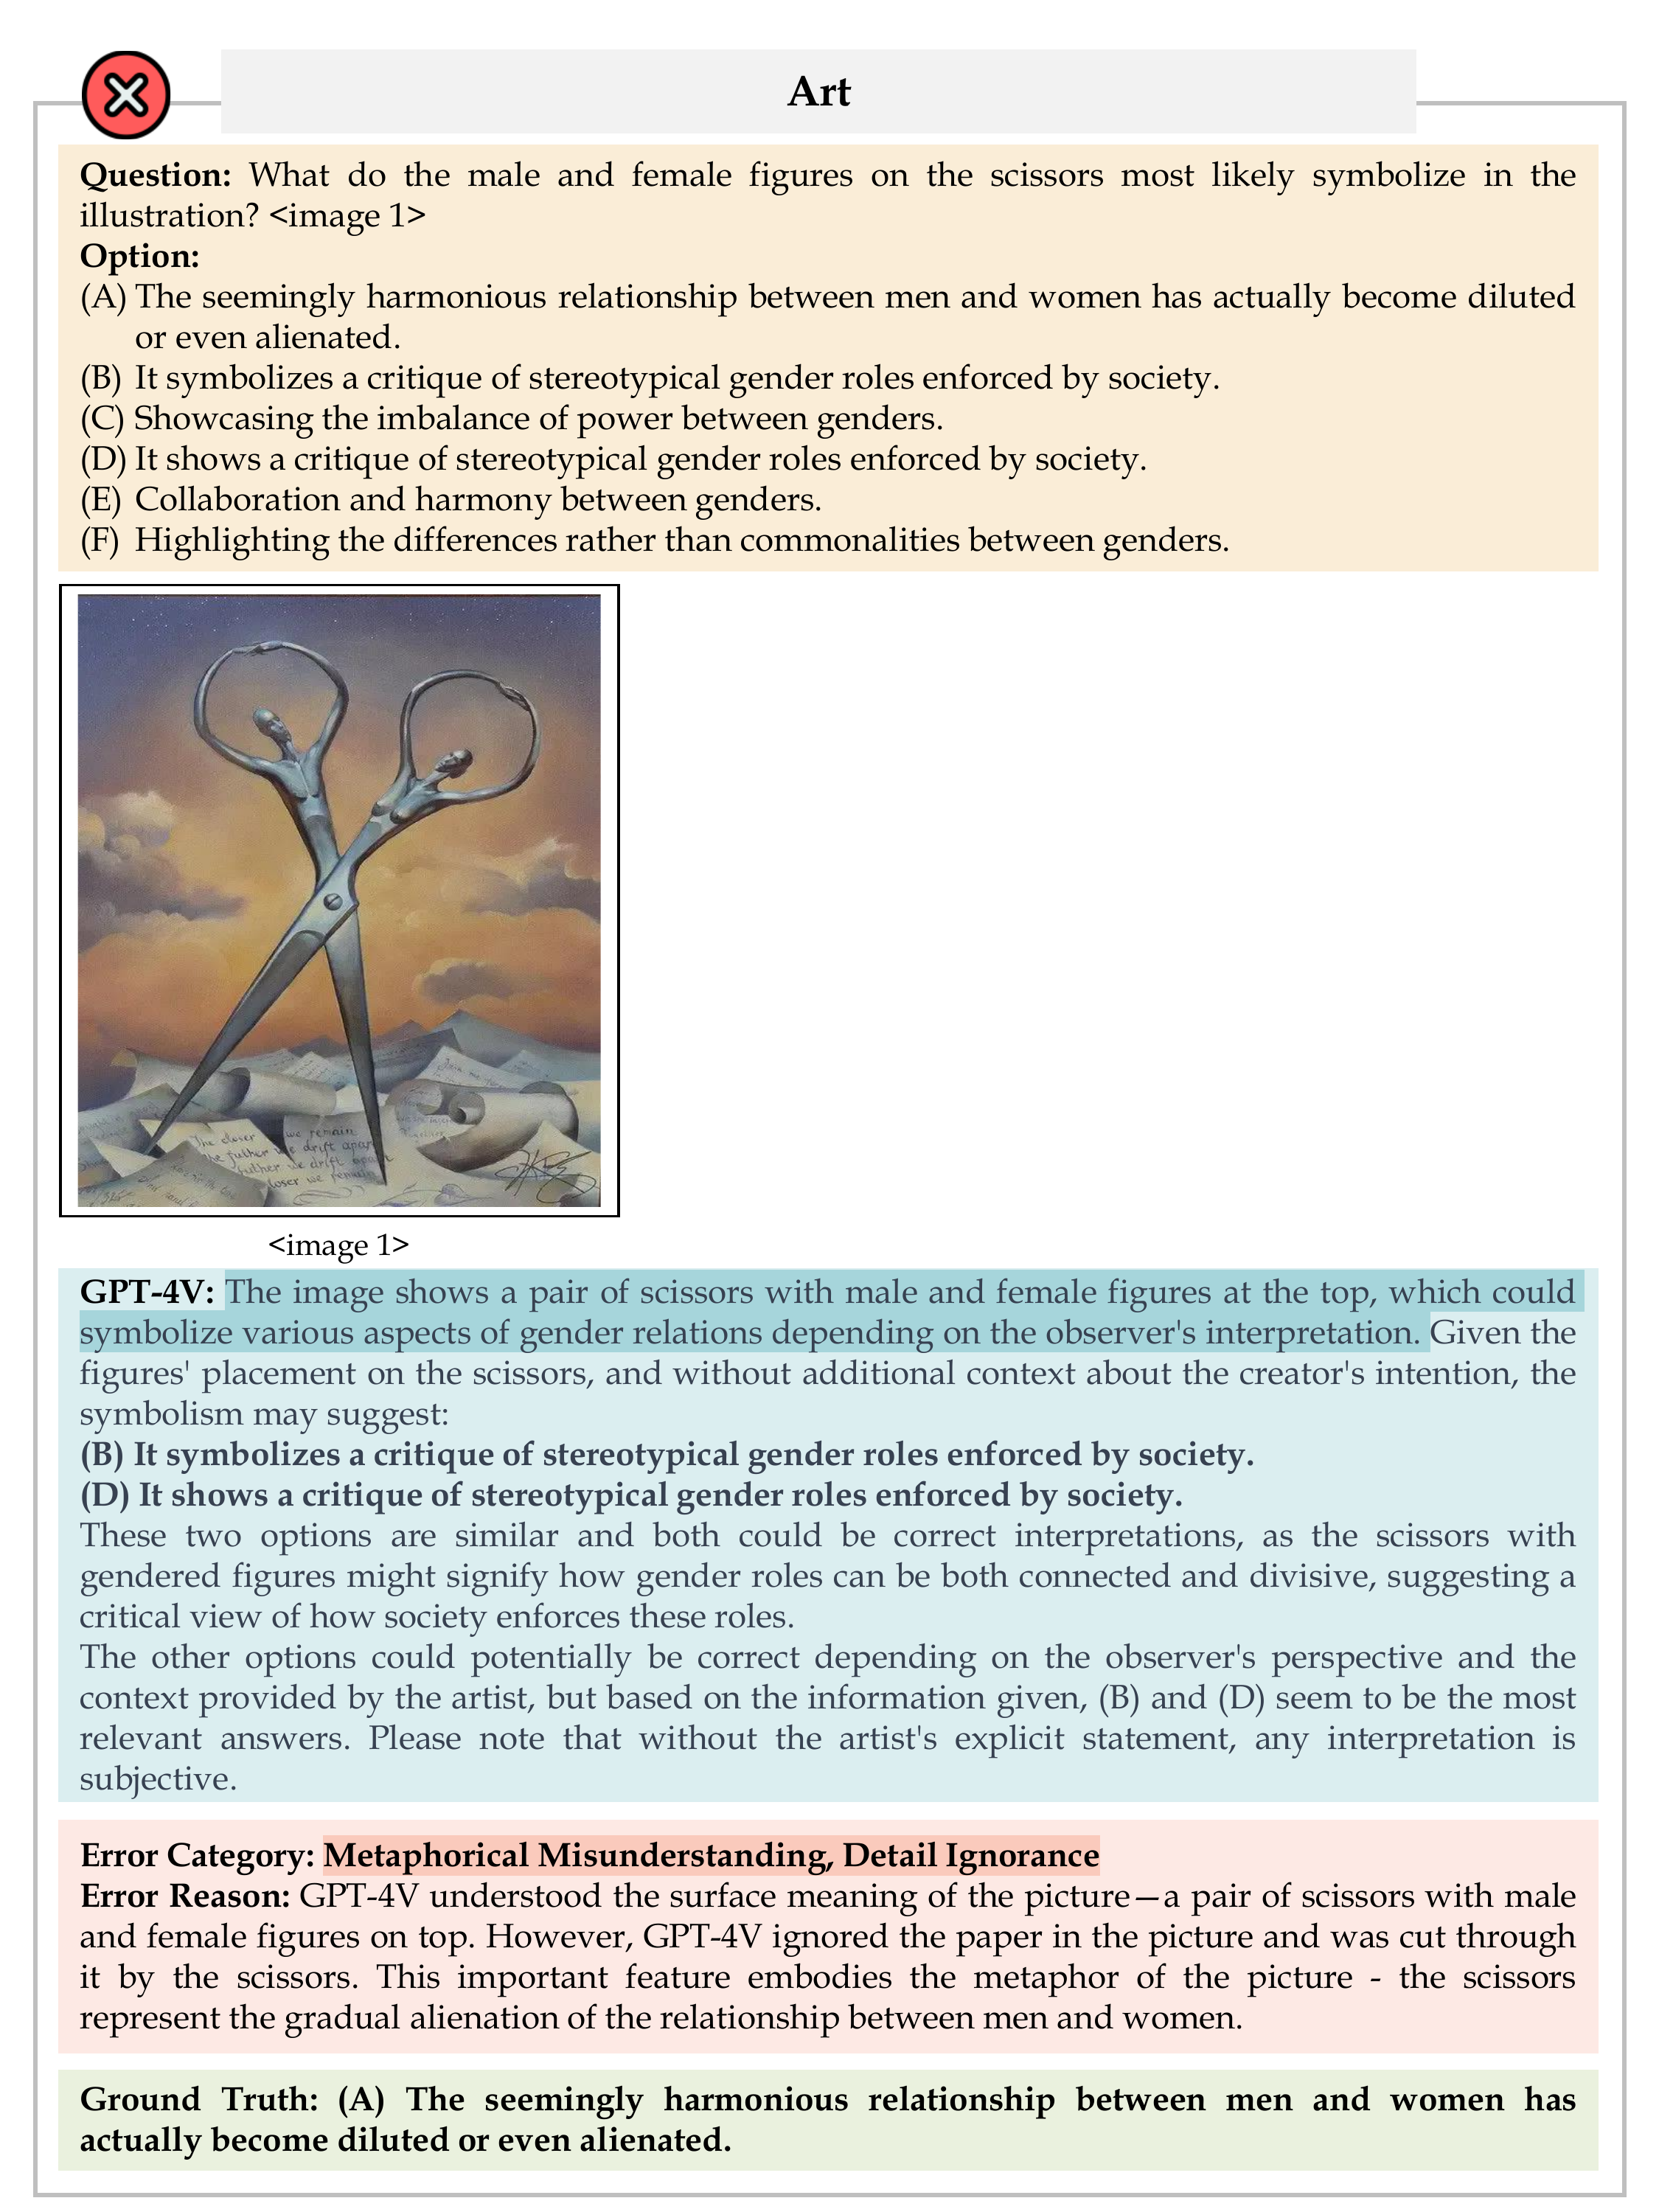 Art
Question: What do the male and female figures on the scissors most likely symbolize in the
illustration? <image 1>
Option:
(A) The seemingly harmonious relationship between men and women has actually become diluted
or even alienated.
(B) It symbolizes a critique of stereotypical gender roles enforced by society.
(C) Showcasing the imbalance of power between genders.
(D) It shows a critique of stereotypical gender roles enforced by society.
(E) Collaboration and harmony between genders.
(F) Highlighting the differences rather than commonalities between genders.
The closer we remain
the futher we drift apart
futher we drift apart
closer we remain
<image 1>
GPT-4V: The image shows a pair of scissors with male and female figures at the top, which could
symbolize various aspects of gender relations depending on the observer's interpretation. Given the
figures' placement on the scissors, and without additional context about the creator's intention, the
symbolism may suggest:
(B) It symbolizes a critique of stereotypical gender roles enforced by society.
(D) It shows a critique of stereotypical gender roles enforced by society.
These two options are similar and both could be correct interpretations, as the scissors with
gendered figures might signify how gender roles can be both connected and divisive, suggesting a
critical view of how society enforces these roles.
The other options could potentially be correct depending on the observer's perspective and the
context provided by the artist, but based on the information given, (B) and (D) seem to be the most
relevant answers. Please note that without the artist's explicit statement, any interpretation is
subjective.
Error Category: Metaphorical Misunderstanding, Detail Ignorance
Error Reason: GPT-4V understood the surface meaning of the picture—a pair of scissors with male
and female figures on top. However, GPT-4V ignored the paper in the picture and was cut through
it by the scissors. This important feature embodies the metaphor of the picture - the scissors
represent the gradual alienation of the relationship between men and women.
Ground Truth: (A) The seemingly harmonious relationship between men and women has
actually become diluted or even alienated.